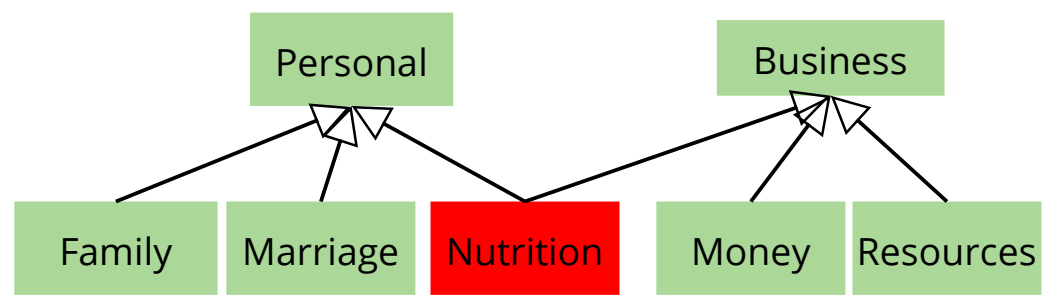 Personal
Business
Family
Marriage
Nutrition
Money
Resources